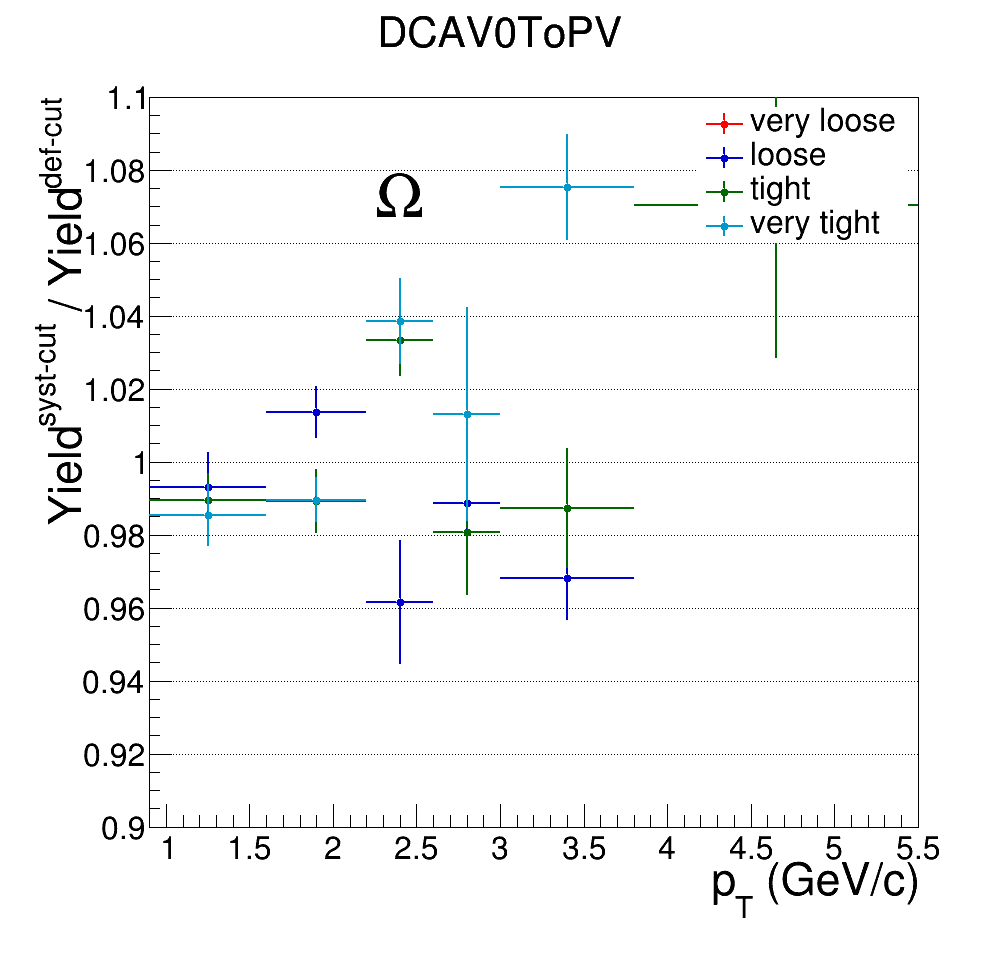 DCAV0ToPV
Yield^syst-cut / Yield^def-cut
1.1
1.08
1.06
1.04
1.02
1
0.98
0.96
0.94
0.92
0.9
Ω
very loose
loose
tight
very tight
1 1.5 2 2.5 3 3.5 4 4.5 5 5.5
p_T (GeV/c)